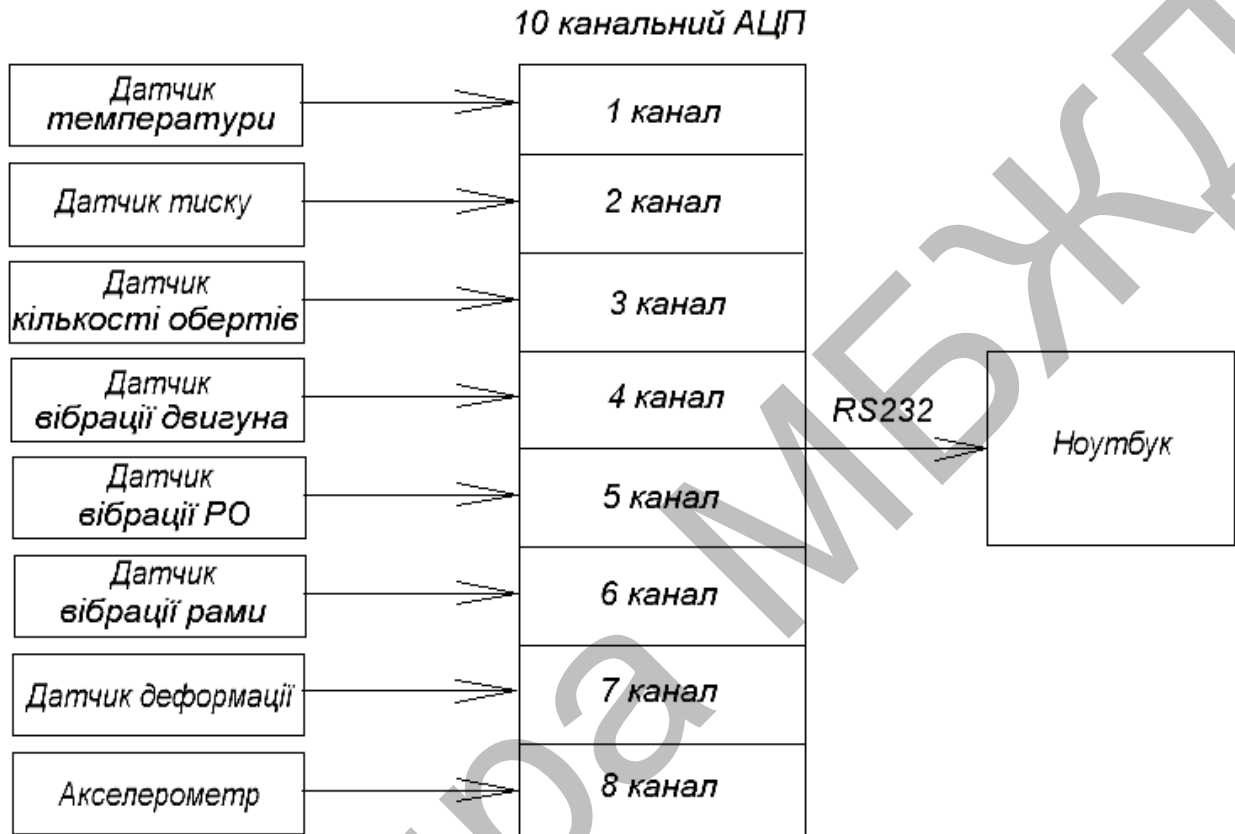 10 канальний АЦП
Датчик
температури
1 канал
Датчик тиску
2 канал
Датчик
кількості обертів
3 канал
Датчик
вібрації двигуна
4 канал
RS232
Ноутбук
Датчик
вібрації РО
5 канал
Датчик
вібрації рами
6 канал
Датчик деформації
7 канал
Акселерометр
8 канал
ра МБЖД